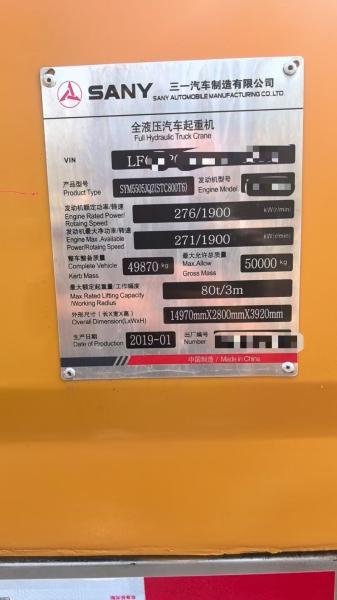 SANY 三一汽车制造有限公司
SANY AUTOMOBILE MANUFACTURING CO.,LTD.
全液压汽车起重机
Full Hydraulic Truck Crane
VIN
产品型号 SYM5505JQZ(STC800T6) 发动机型号
Product Type Engine Model
发动机额定功率/转速
Engine Rated Power/ 276/1900 kW/(r/min)
Rotaing Speed
发动机最大净功率/转速
Engine Max. Available 271/1900 kW/(r/min)
Power/Rotaing Speed
整车整备质量 最大允许总质量
Complete Vehicle 49870 kg Max.Allow 50000 kg
Kerb Mass Gross Mass
最大额定起重量/工作幅度
Max Rated Lifting Capacity 80t/3m
/Working Radius
外形尺寸(长X宽X高) 14970mmX2800mmX3920mm
Overall Dimension(LxWxH)
生产日期 2019-01 出厂编号
Date of Production Number
中国制造 / Made in China